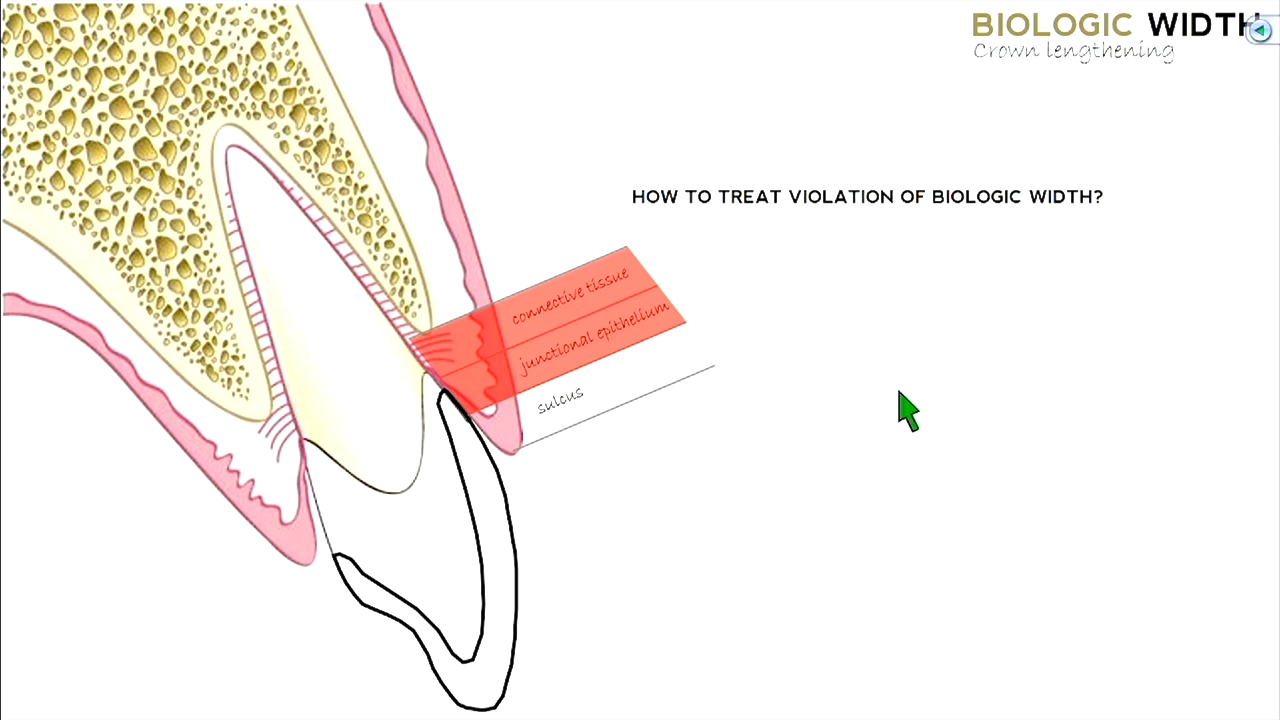 BIOLOGIC WIDTH
Crown lengthening
HOW TO TREAT VIOLATION OF BIOLOGIC WIDTH?
connective tissue
junctional epithelium
sulcus